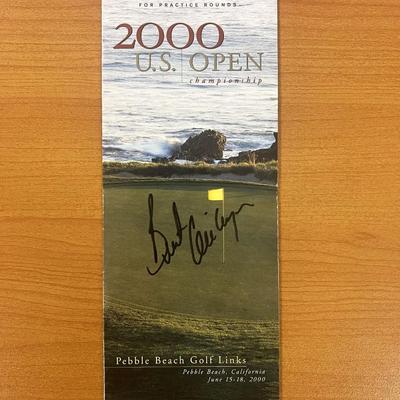 FOR PRACTICE ROUNDS
2000
U.S. OPEN
championship
Pebble Beach Golf Links
Pebble Beach, California
June 15-18, 2000